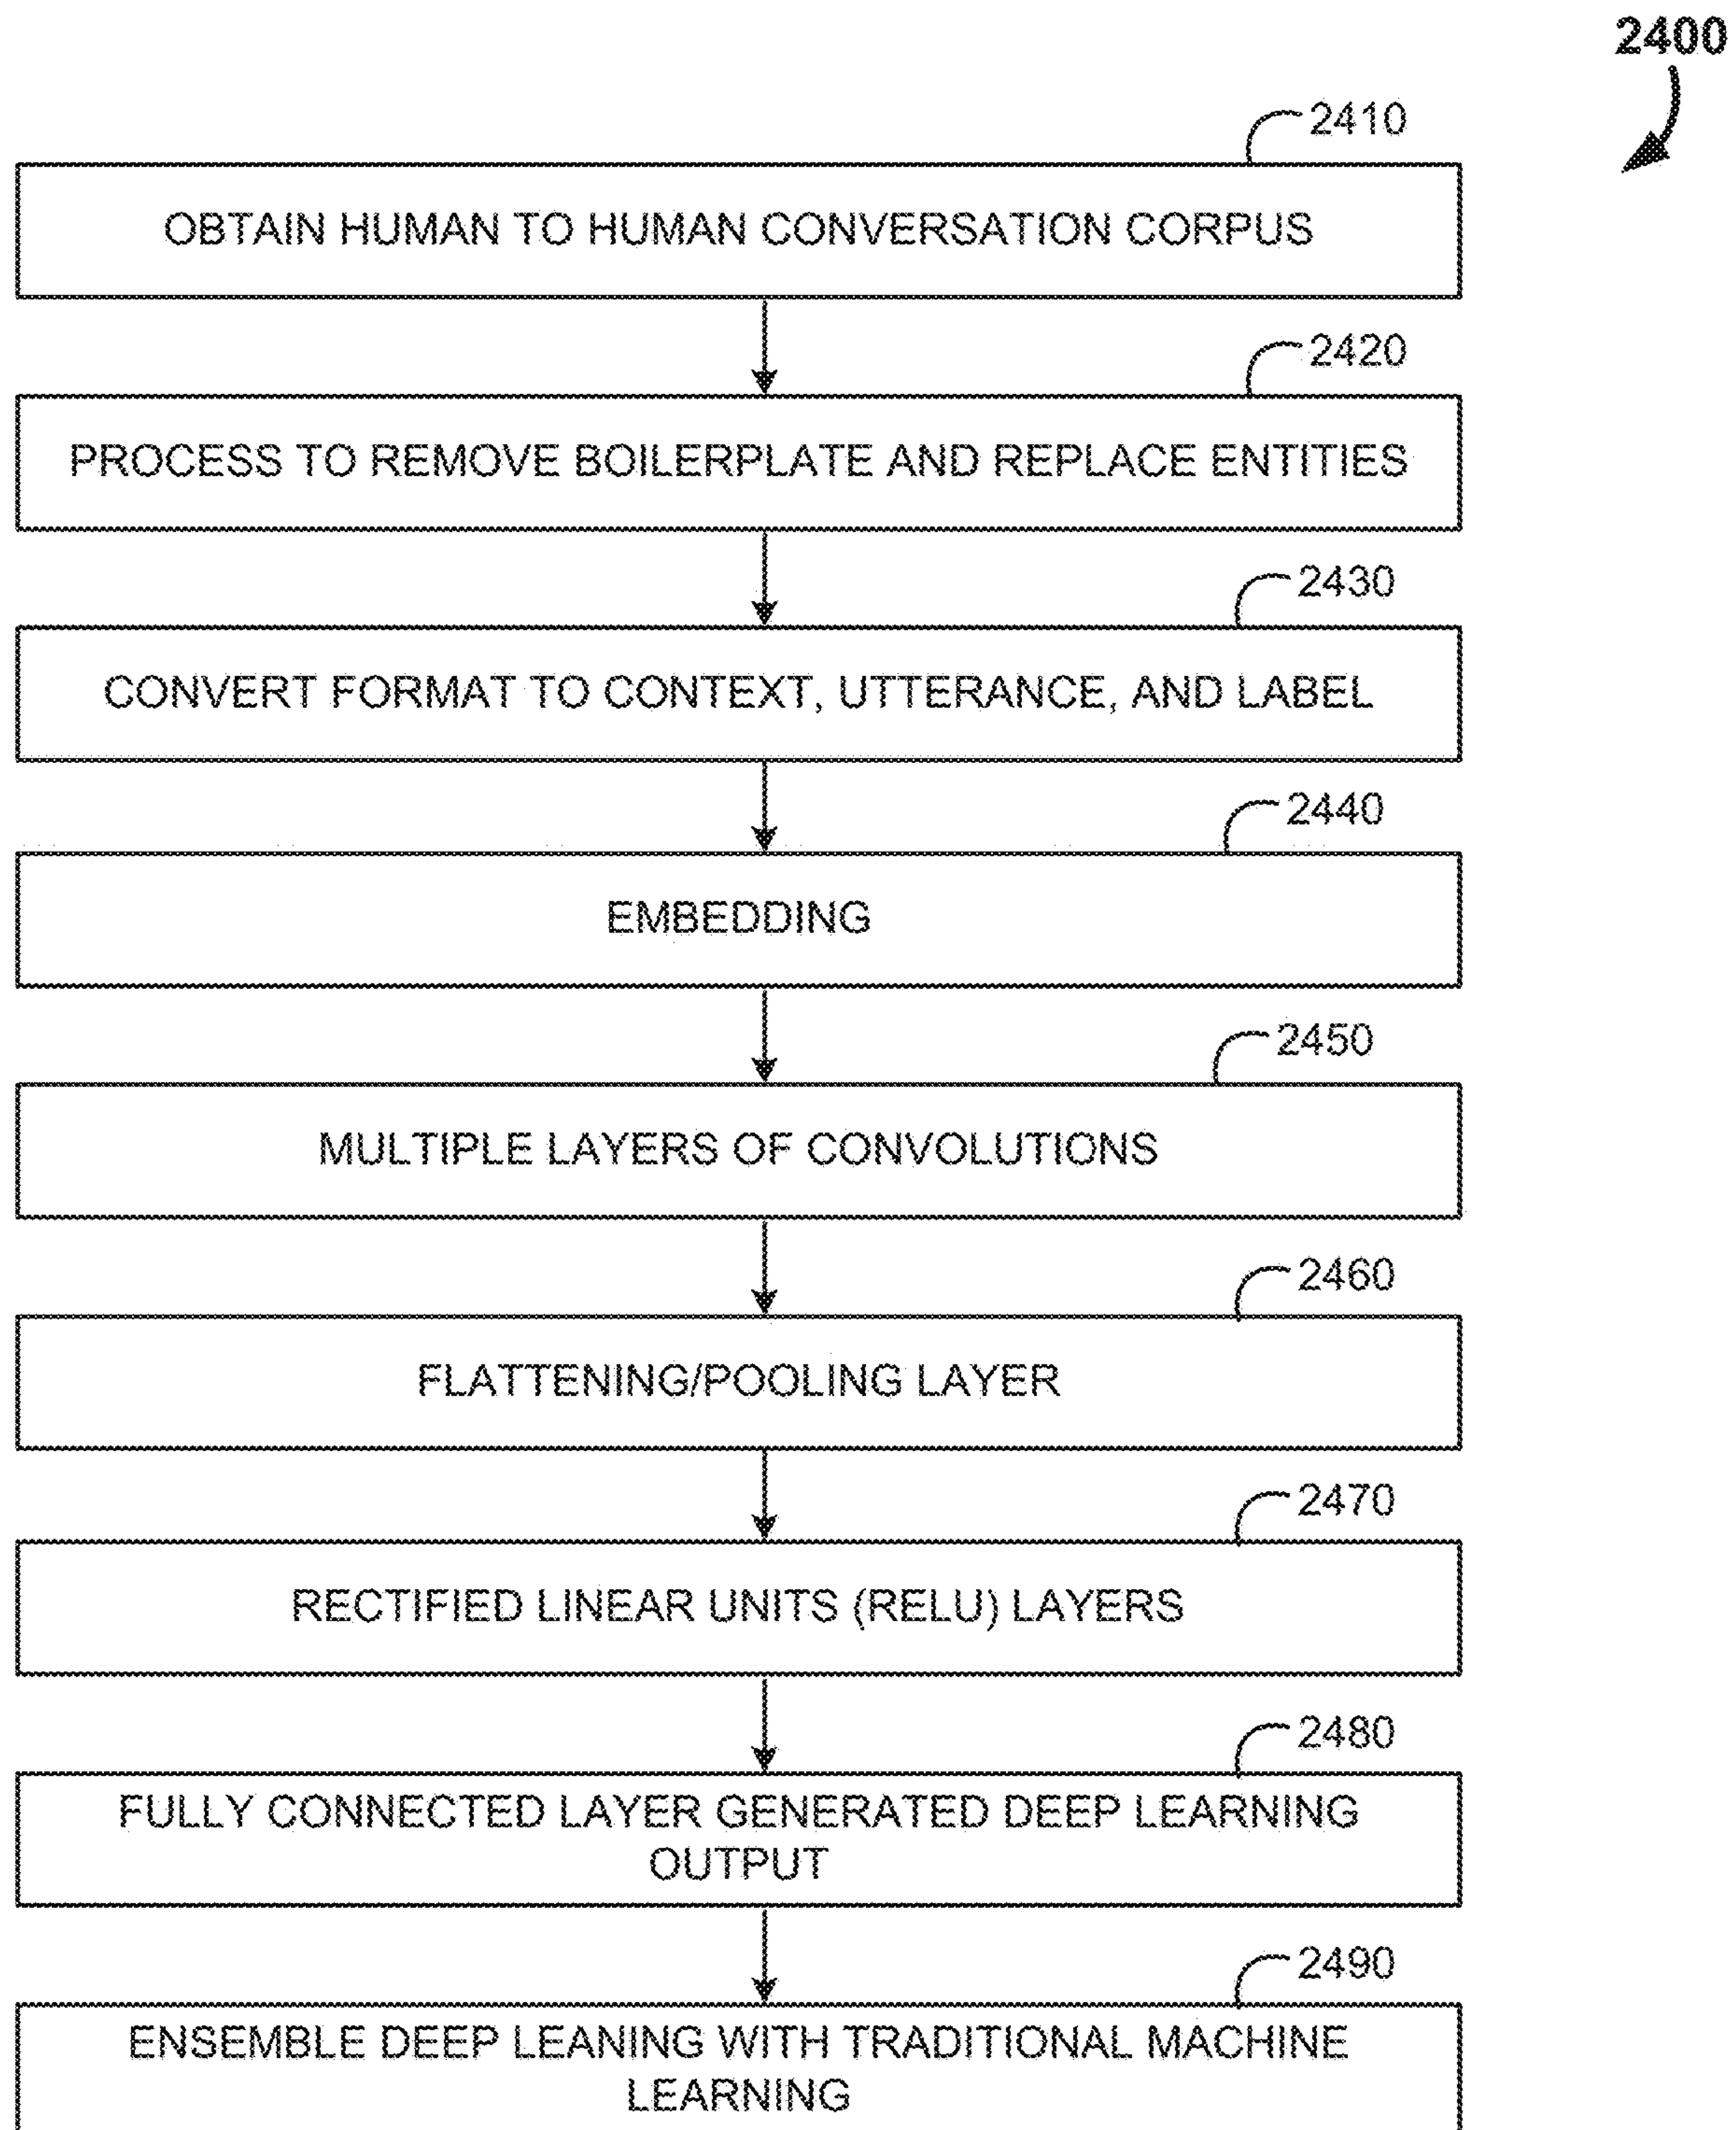 2400
2410
OBTAIN HUMAN TO HUMAN CONVERSATION CORPUS
2420
PROCESS TO REMOVE BOILERPLATE AND REPLACE ENTITIES
2430
CONVERT FORMAT TO CONTEXT, UTTERANCE, AND LABEL
2440
EMBEDDING
2450
MULTIPLE LAYERS OF CONVOLUTIONS
2460
FLATTENING/POOLING LAYER
2470
RECTIFIED LINEAR UNITS (RELU) LAYERS
2480
FULLY CONNECTED LAYER GENERATED DEEP LEARNING
OUTPUT
2490
ENSEMBLE DEEP LEANING WITH TRADITIONAL MACHINE
LEARNING